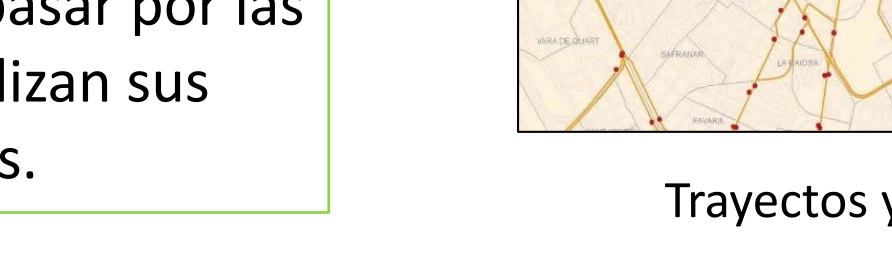 pasar por las
lizan sus
s.
VARA DE QUART
SAFRANAR
LA RAIOSA
FAVARA
Trayectos y